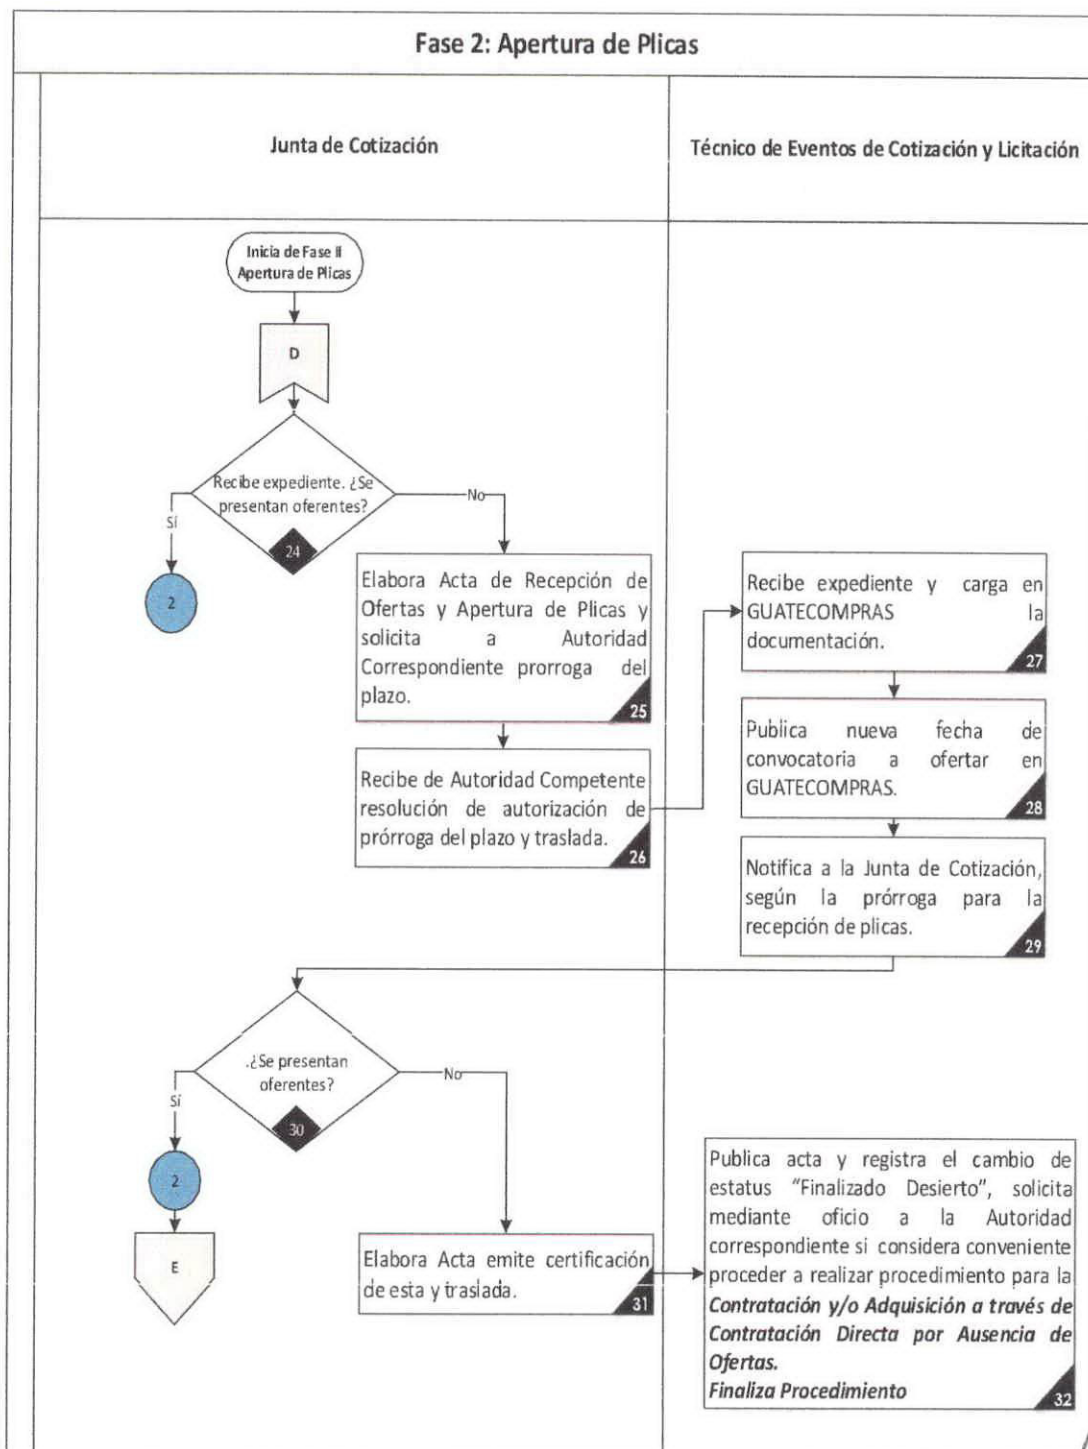 Fase 2: Apertura de Plicas
Junta de Cotización
Técnico de Eventos de Cotización y Licitación
Inicia de Fase II
Apertura de Plicas
D
Recibe expediente. ¿Se
presentan oferentes?
24
Sí
No
2
Elabora Acta de Recepción de
Ofertas y Apertura de Plicas y
solicita a Autoridad
Correspondiente prorroga del
plazo.
25
Recibe de Autoridad Competente
resolución de autorización de
prórroga del plazo y traslada.
26
Recibe expediente y carga en
GUATECOMPRAS la
documentación.
27
Publica nueva fecha de
convocatoria a ofertar en
GUATECOMPRAS.
28
Notifica a la Junta de Cotización,
según la prórroga para la
recepción de plicas.
29
.¿Se presentan
oferentes?
30
Sí
No
2
E
Elabora Acta emite certificación
de esta y traslada.
31
Publica acta y registra el cambio de
estatus “Finalizado Desierto”, solicita
mediante oficio a la Autoridad
correspondiente si considera conveniente
proceder a realizar procedimiento para la
Contratación y/o Adquisición a través de
Contratación Directa por Ausencia de
Ofertas.
Finaliza Procedimiento
32